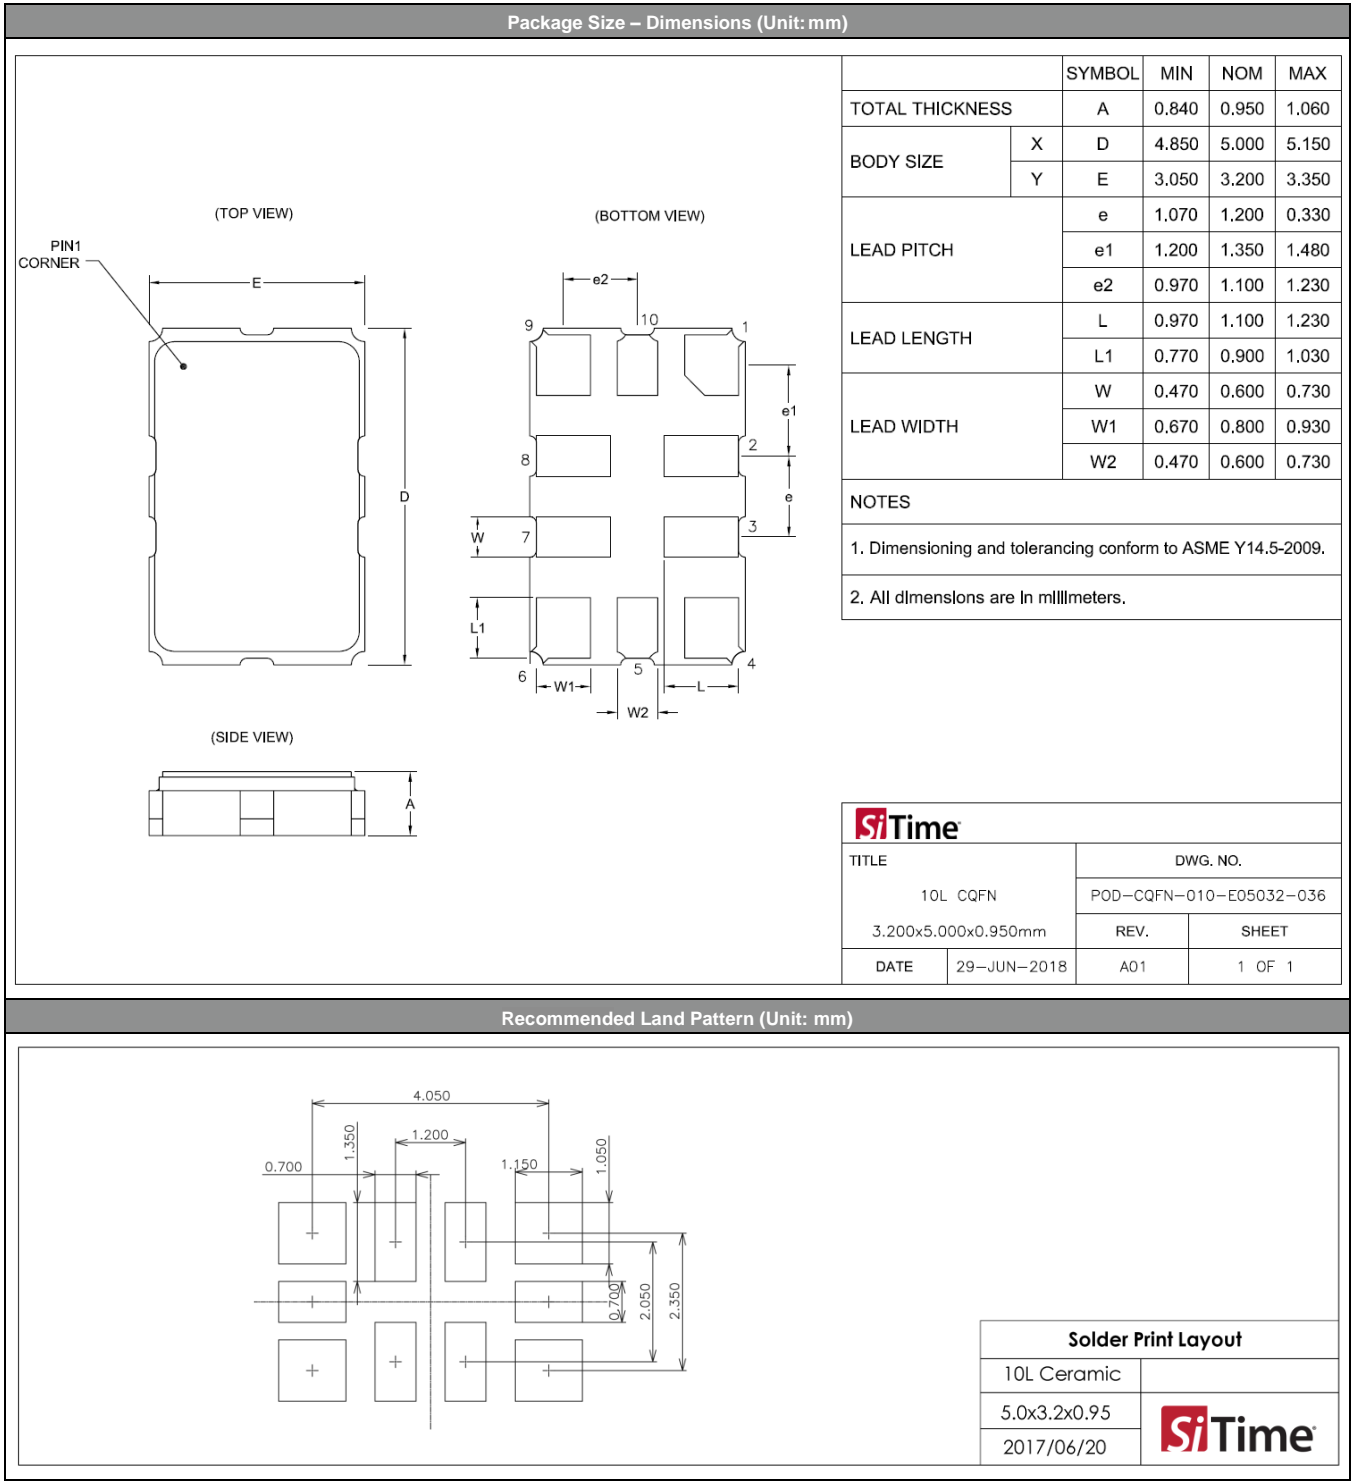 Package Size – Dimensions (Unit: mm)
SYMBOL MIN NOM MAX
TOTAL THICKNESS A 0.840 0.950 1.060
BODY SIZE X D 4.850 5.000 5.150
Y E 3.050 3.200 3.350
LEAD PITCH e 1.070 1.200 0.330
e1 1.200 1.350 1.480
e2 0.970 1.100 1.230
LEAD LENGTH L 0.970 1.100 1.230
L1 0.770 0.900 1.030
LEAD WIDTH W 0.470 0.600 0.730
W1 0.670 0.800 0.930
W2 0.470 0.600 0.730
NOTES
1. Dimensioning and tolerancing conform to ASME Y14.5-2009.
2. All dimensions are in millimeters.
(TOP VIEW)
PIN1
CORNER
E
D
(BOTTOM VIEW)
e2
9 10 1
e1
8 2
e
W 7 3
L1
6 5 4
W1 L
W2
(SIDE VIEW)
A
SiTime
TITLE DWG. NO.
10L CQFN POD-CQFN-010-E05032-036
3.200x5.000x0.950mm REV. SHEET
DATE 29-JUN-2018 A01 1 OF 1
Recommended Land Pattern (Unit: mm)
4.050
1.350
1.200
1.050
0.700
1.150
0.700
2.050
2.350
Solder Print Layout
10L Ceramic
5.0x3.2x0.95
2017/06/20
SiTime